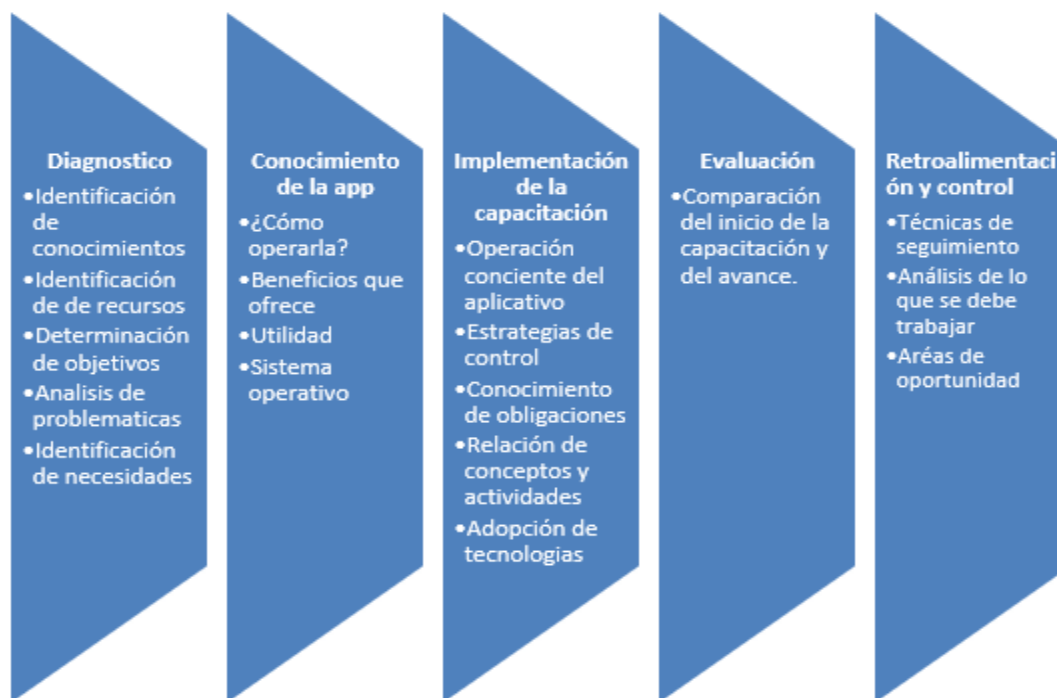 Diagnostico
•Identificación
de
conocimientos
•Identificación
de de recursos
•Determinación
de objetivos
•Analisis de
problematicas
•Identificación
de necesidades
Conocimiento
de la app
•¿Cómo
operarla?
•Beneficios que
ofrece
•Utilidad
•Sistema
operativo
Implementación
de la
capacitación
•Operación
conciente del
aplicativo
•Estrategias de
control
•Conocimiento
de obligaciones
•Relación de
conceptos y
actividades
•Adopción de
tecnologias
Evaluación
•Comparación
del inicio de la
capacitación y
del avance.
Retroalimentaci
ón y control
•Técnicas de
seguimiento
•Análisis de lo
que se debe
trabajar
•Aréas de
oportunidad